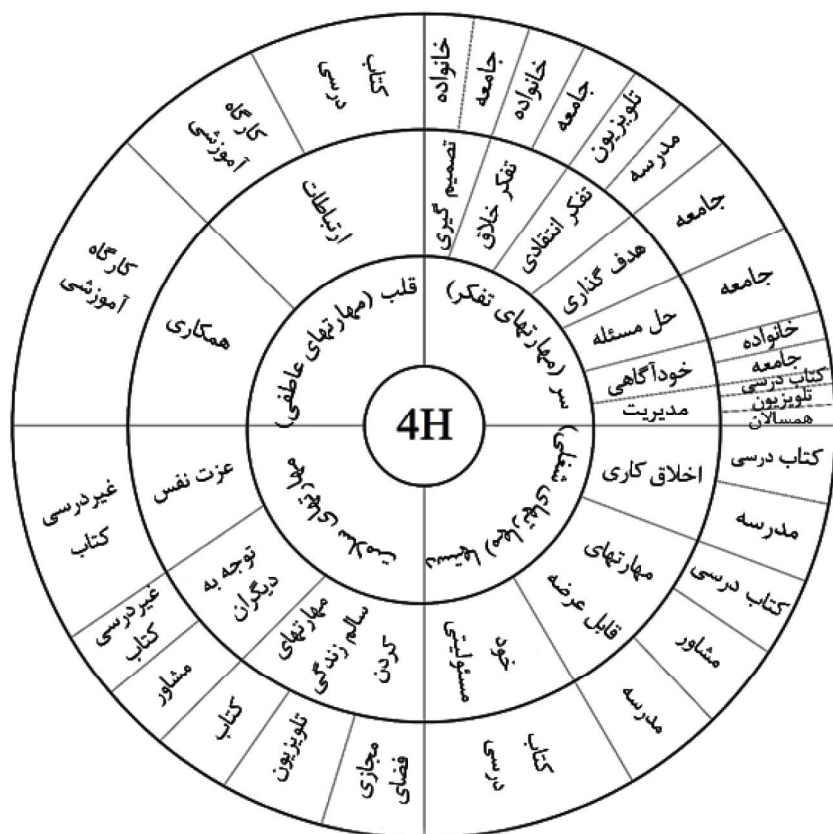 4H
سر (مهارتهای تفکر)
قلب (مهارتهای عاطفی)
مهارتهای سلامت
دستها (مهارتهای شغلی)
تصمیم گیری
تفکر خلاق
تفکر انتقادی
هدف گذاری
حل مسئله
خودآگاهی
مدیریت
اخلاق کاری
مهارتهای
قابل عرضه
خود
مسئولیتی
مهارتهای
سالم زندگی
کردن
توجه به
دیگران
عزت نفس
همکاری
ارتباطات
خانواده
جامعه
خانواده
جامعه
تلویزیون
مدرسه
جامعه
جامعه
خانواده
جامعه
کتاب درسی
تلویزیون
همسالان
کتاب درسی
مدرسه
کتاب درسی
مشاور
مدرسه
کتاب
درسی
فضای
مجازی
تلویزیون
کتاب
مشاور
غیردرسی
کتاب
غیردرسی
کتاب
کارگاه
آموزشی
کارگاه
آموزشی
کتاب
درسی